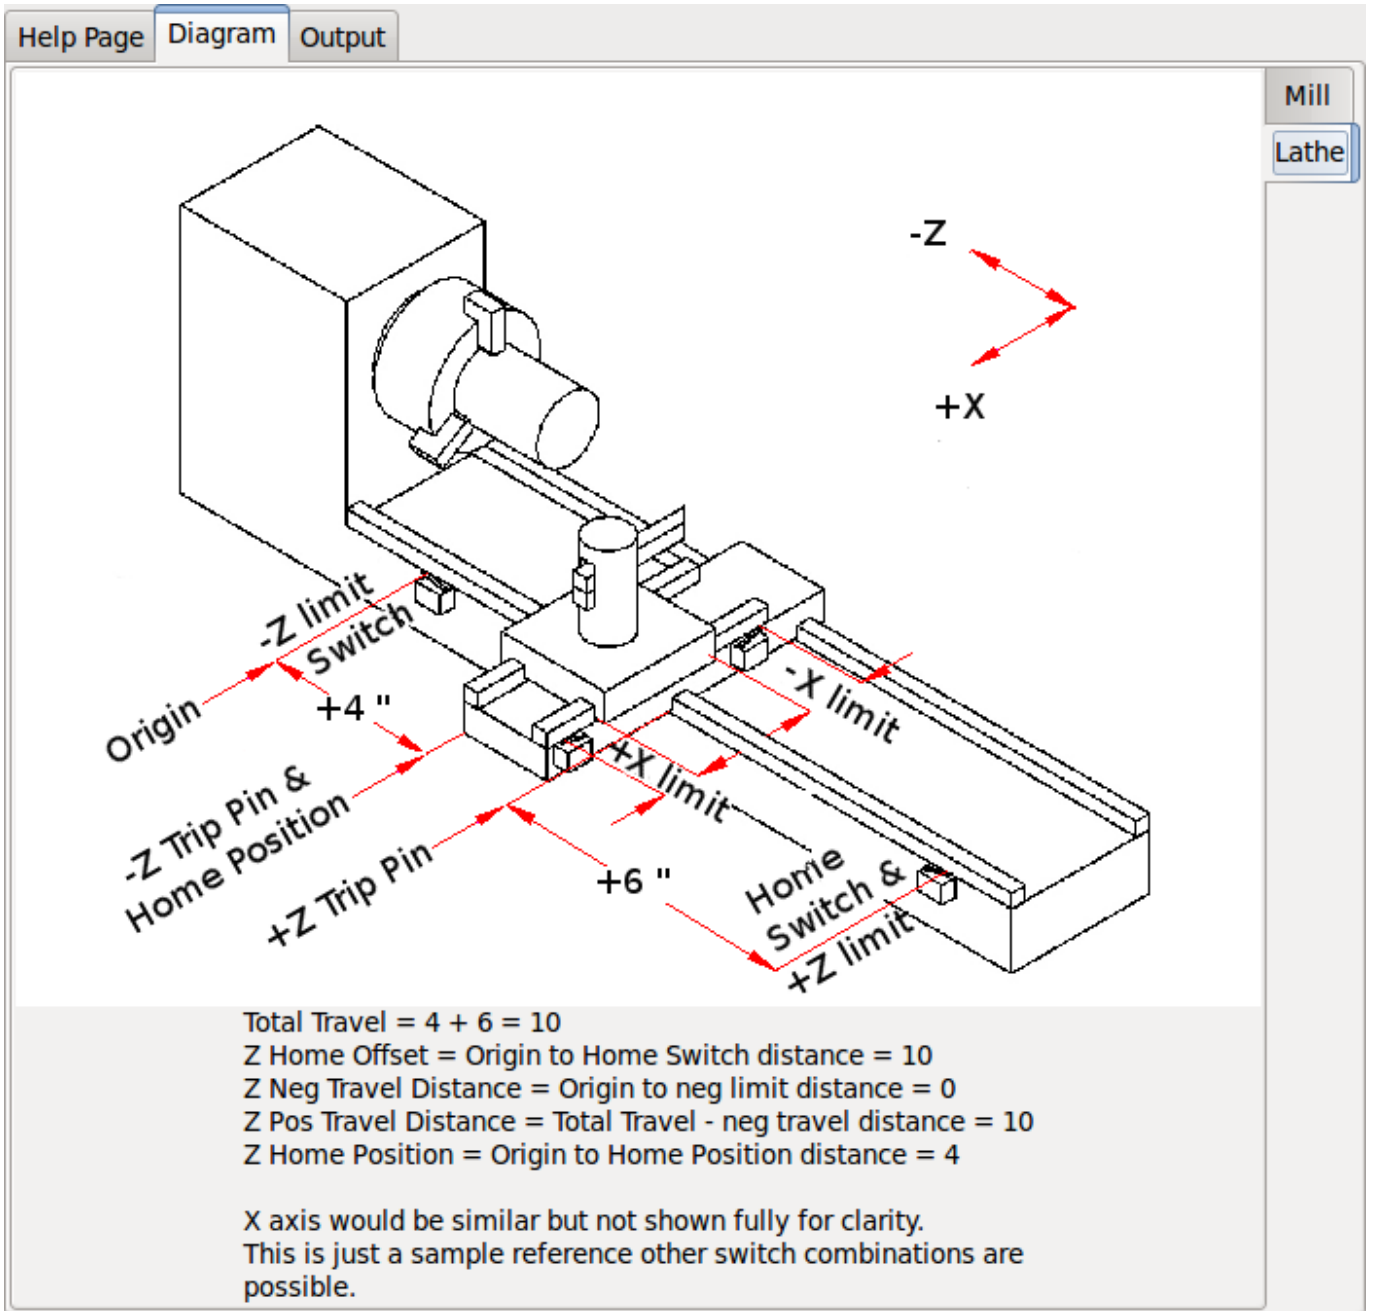 Help Page
Diagram
Output
Mill
Lathe
-Z
+X
-Z limit
Switch
Origin
+4 "
-X limit
+X limit
-Z Trip Pin &
Home Position
+Z Trip Pin
+6 "
Home
Switch &
+Z limit
Total Travel = 4 + 6 = 10
Z Home Offset = Origin to Home Switch distance = 10
Z Neg Travel Distance = Origin to neg limit distance = 0
Z Pos Travel Distance = Total Travel - neg travel distance = 10
Z Home Position = Origin to Home Position distance = 4
X axis would be similar but not shown fully for clarity.
This is just a sample reference other switch combinations are
possible.